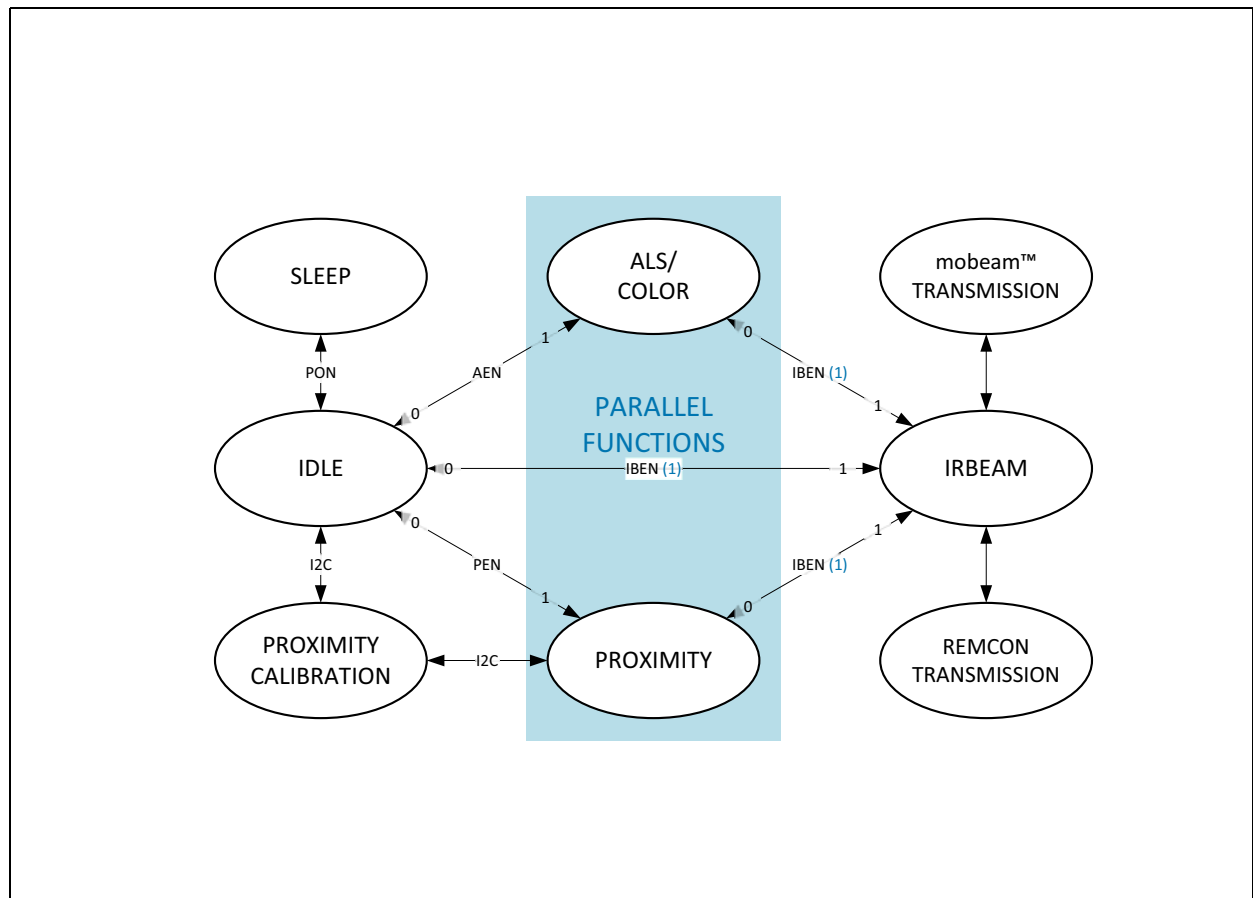 SLEEP
ALS/
COLOR
mobeam™
TRANSMISSION
1
0
PON
AEN
IBEN (1)
0
1
PARALLEL
FUNCTIONS
IDLE
0
IBEN (1)
1
IRBEAM
0
1
I2C
PEN
IBEN (1)
1
0
PROXIMITY
CALIBRATION
I2C
PROXIMITY
REMCON
TRANSMISSION